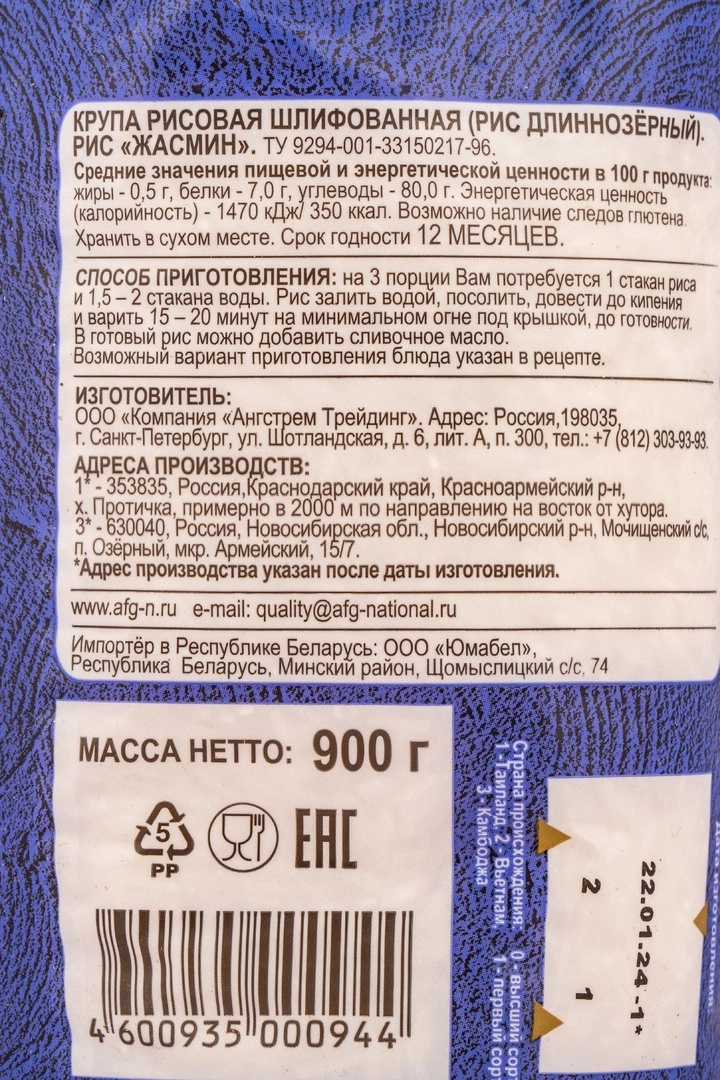 КРУПА РИСОВАЯ ШЛИФОВАННАЯ (РИС ДЛИННОЗЁРНЫЙ).
РИС «ЖАСМИН». ТУ 9294-001-33150217-96.
Средние значения пищевой и энергетической ценности в 100 г продукта:
жиры - 0,5 г, белки - 7,0 г, углеводы - 80,0 г. Энергетическая ценность
(калорийность) - 1470 кДж/ 350 ккал. Возможно наличие следов глютена.
Хранить в сухом месте. Срок годности 12 МЕСЯЦЕВ.
СПОСОБ ПРИГОТОВЛЕНИЯ: на 3 порции Вам потребуется 1 стакан риса
и 1,5 – 2 стакана воды. Рис залить водой, посолить, довести до кипения
и варить 15 – 20 минут на минимальном огне под крышкой, до готовности.
В готовый рис можно добавить сливочное масло.
Возможный вариант приготовления блюда указан в рецепте.
ИЗГОТОВИТЕЛЬ:
ООО «Компания «Ангстрем Трейдинг». Адрес: Россия,198035,
г. Санкт-Петербург, ул. Шотландская, д. 6, лит. А, п. 300, тел.: +7 (812) 303-93-93.
АДРЕСА ПРОИЗВОДСТВ:
1* - 353835, Россия,Краснодарский край, Красноармейский р-н,
х. Протичка, примерно в 2000 м по направлению на восток от хутора.
3* - 630040, Россия, Новосибирская обл., Новосибирский р-н, Мочищенский с/с,
п. Озёрный, мкр. Армейский, 15/7.
*Адрес производства указан после даты изготовления.
www.afg-n.ru e-mail: quality@afg-national.ru
Импортёр в Республике Беларусь: ООО «Юмабел»,
Республика Беларусь, Минский район, Щомыслицкий с/с, 74
МАССА НЕТТО: 900 г
5
PP
EAC
4 600935 000944
Страна происхождения:
1- Таиланд, 2 - Вьетнам,
3 - Камбоджа
0 - высший сор
1 - первый сор
2 1
22.01.24 -1*